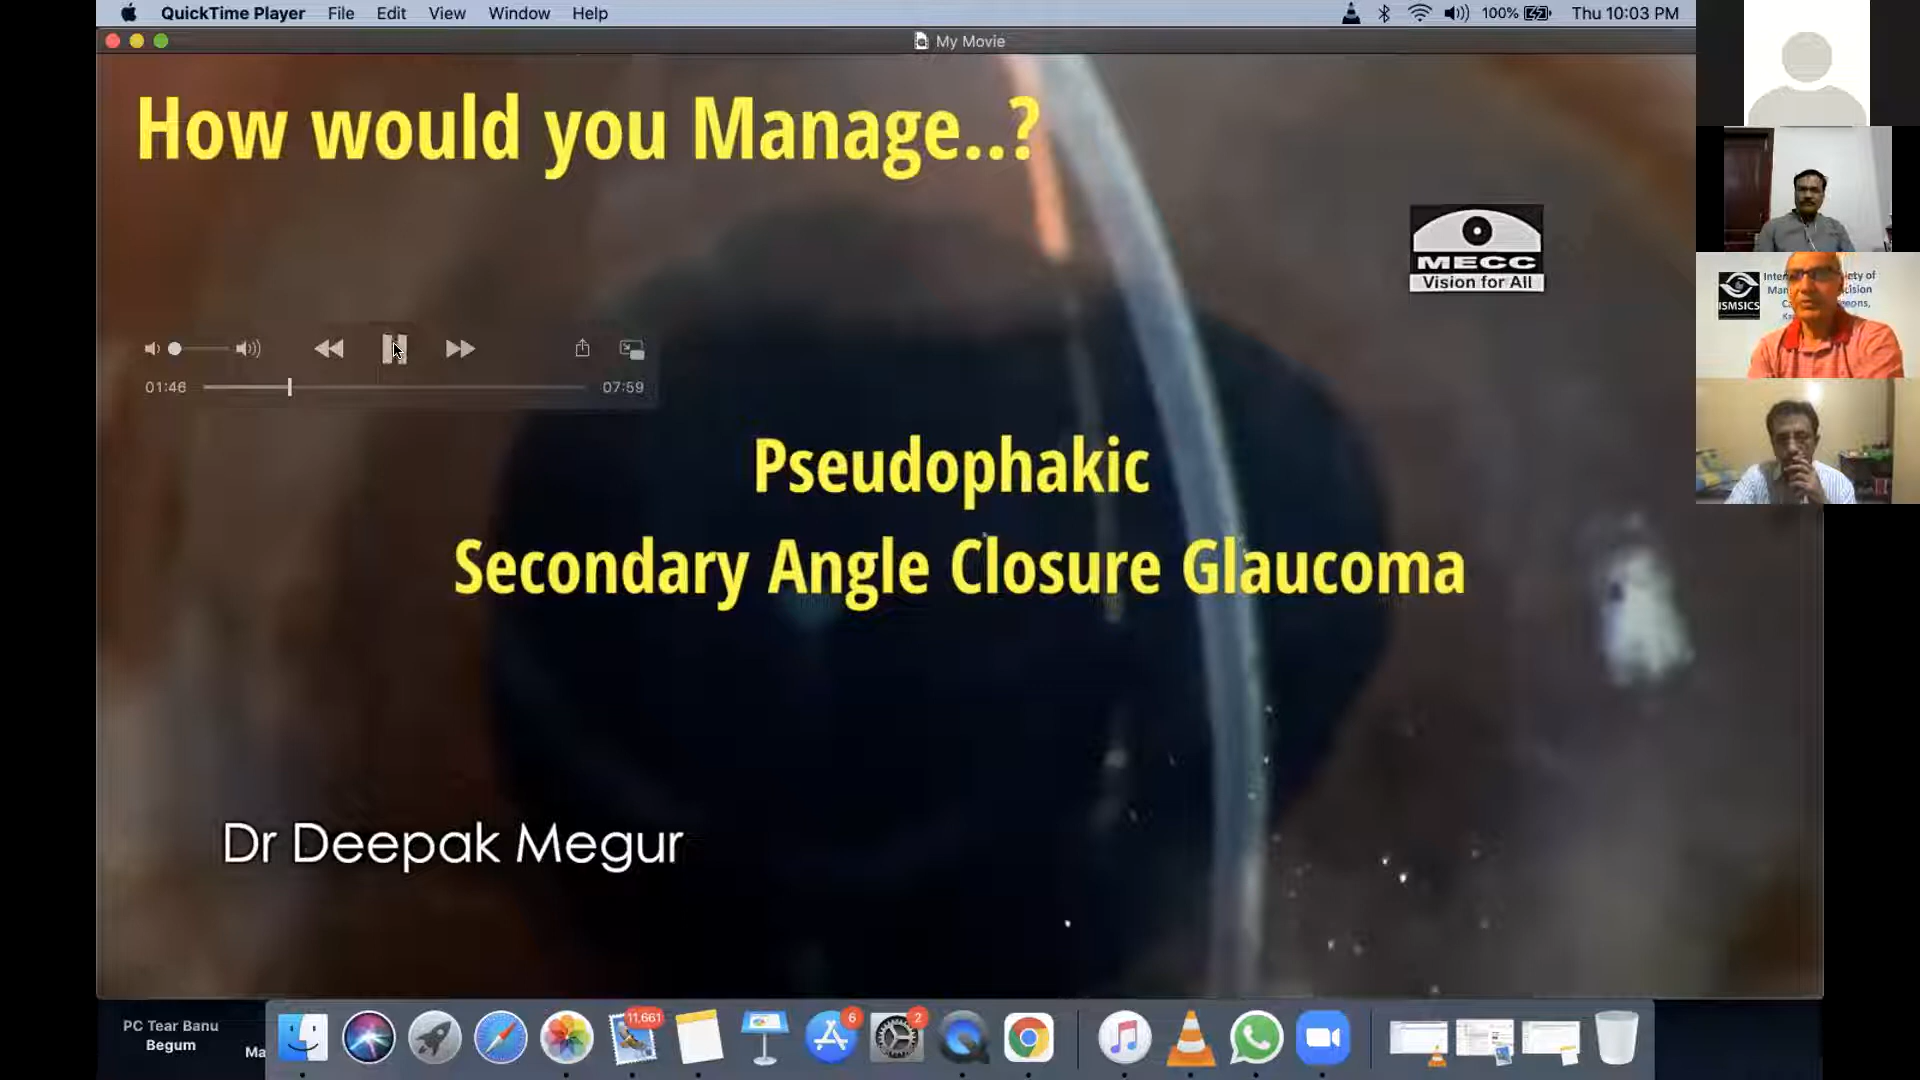 QuickTime Player File Edit View Window Help 100% Thu 10:03 PM
My Movie
How would you Manage..?
MECC
Vision for All
ISMSICS
01:46 07:59
Pseudophakic
Secondary Angle Closure Glaucoma
Dr Deepak Megur
PC Tear Banu
Begum
Ma
11,661
6
2